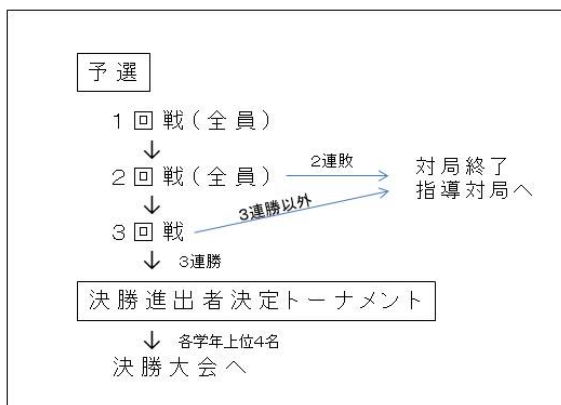 予選
1回戦(全員)
↓
2回戦(全員)
2連敗
対局終了
指導対局へ
↓
3回戦
3連勝以外
↓ 3連勝
決勝進出者決定トーナメント
↓ 各学年上位4名
決勝大会へ